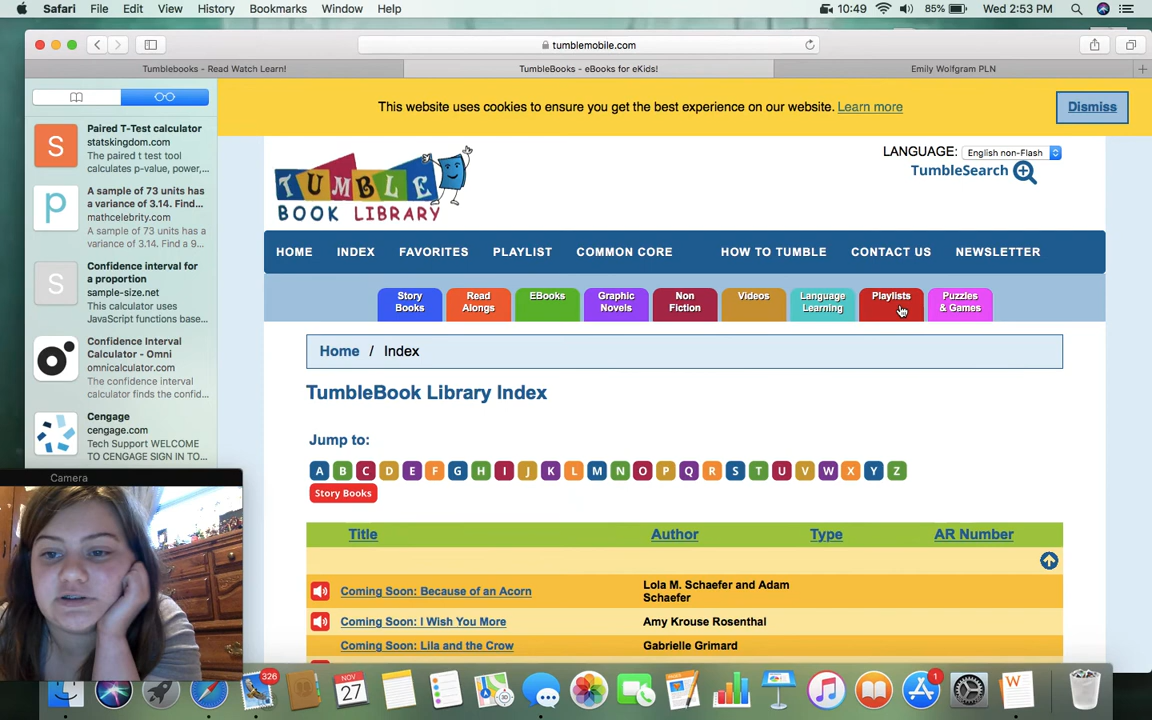 Safari File Edit View History Bookmarks Window Help 10:49 85% Wed 2:53 PM
tumblemobile.com
Tumblebooks - Read Watch Learn! TumbleBooks - eBooks for eKids! Emily Wolfgram PLN
This website uses cookies to ensure you get the best experience on our website. Learn more Dismiss
S Paired T-Test calculator
statskingdom.com
The paired t test tool
calculates p-value, power,...
p A sample of 73 units has
a variance of 3.14. Find...
mathcelebrity.com
A sample of 73 units has a
variance of 3.14. Find a 9...
S Confidence interval for
a proportion
sample-size.net
This calculator uses
JavaScript functions base...
Confidence Interval
Calculator - Omni
omnicalculator.com
The confidence interval
calculator finds the confid...
Cengage
cengage.com
Tech Support WELCOME
TO CENGAGE SIGN IN TO...
TUMBLE
BOOK LIBRARY
LANGUAGE: English non-Flash
TumbleSearch
HOME INDEX FAVORITES PLAYLIST COMMON CORE HOW TO TUMBLE CONTACT US NEWSLETTER
Story Books Read Alongs EBooks Graphic Novels Non Fiction Videos Language Learning Playlists Puzzles & Games
Home / Index
TumbleBook Library Index
Jump to:
A B C D E F G H I J K L M N O P Q R S T U V W X Y Z
Story Books
Title Author Type AR Number
Coming Soon: Because of an Acorn Lola M. Schaefer and Adam
Schaefer
Coming Soon: I Wish You More Amy Krouse Rosenthal
Coming Soon: Lila and the Crow Gabrielle Grimard
Camera
326
NOV
27
1
W